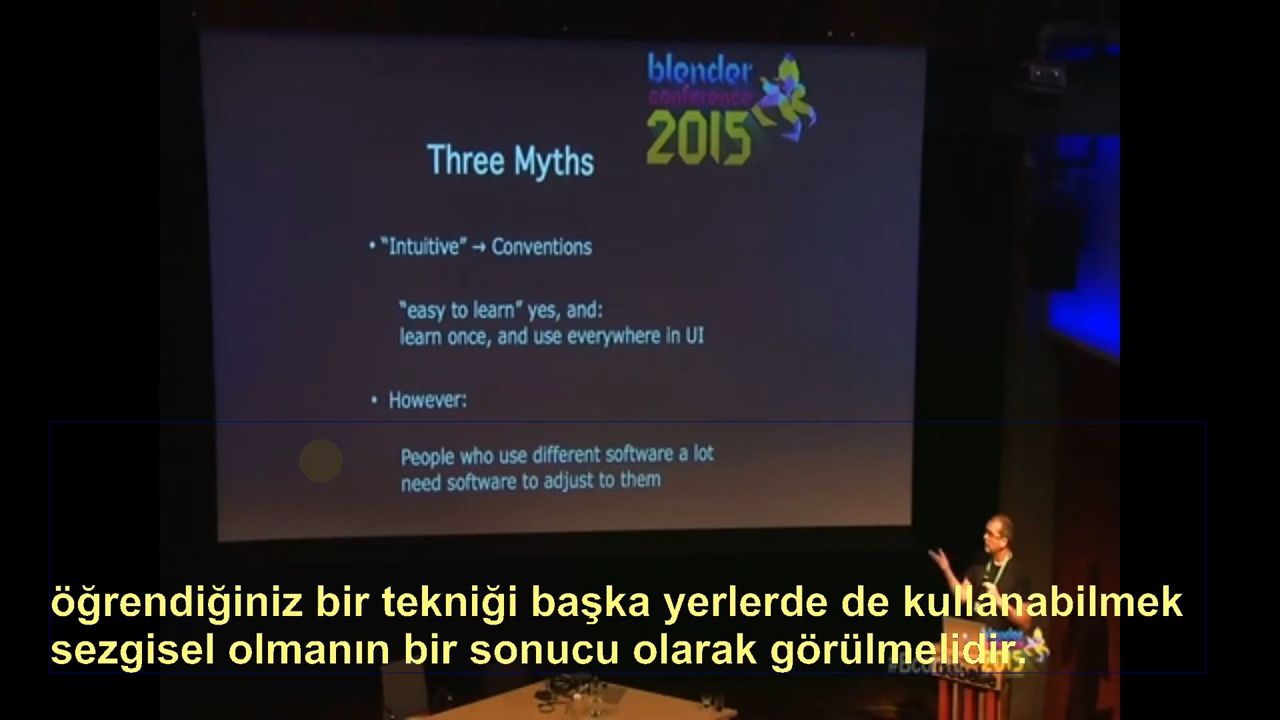 blender
conference
2015
Three Myths
• “Intuitive” → Conventions
“easy to learn” yes, and:
learn once, and use everywhere in UI
• However:
People who use different software a lot
need software to adjust to them
öğrendiğiniz bir tekniği başka yerlerde de kullanabilmek
sezgisel olmanın bir sonucu olarak görülmelidir.